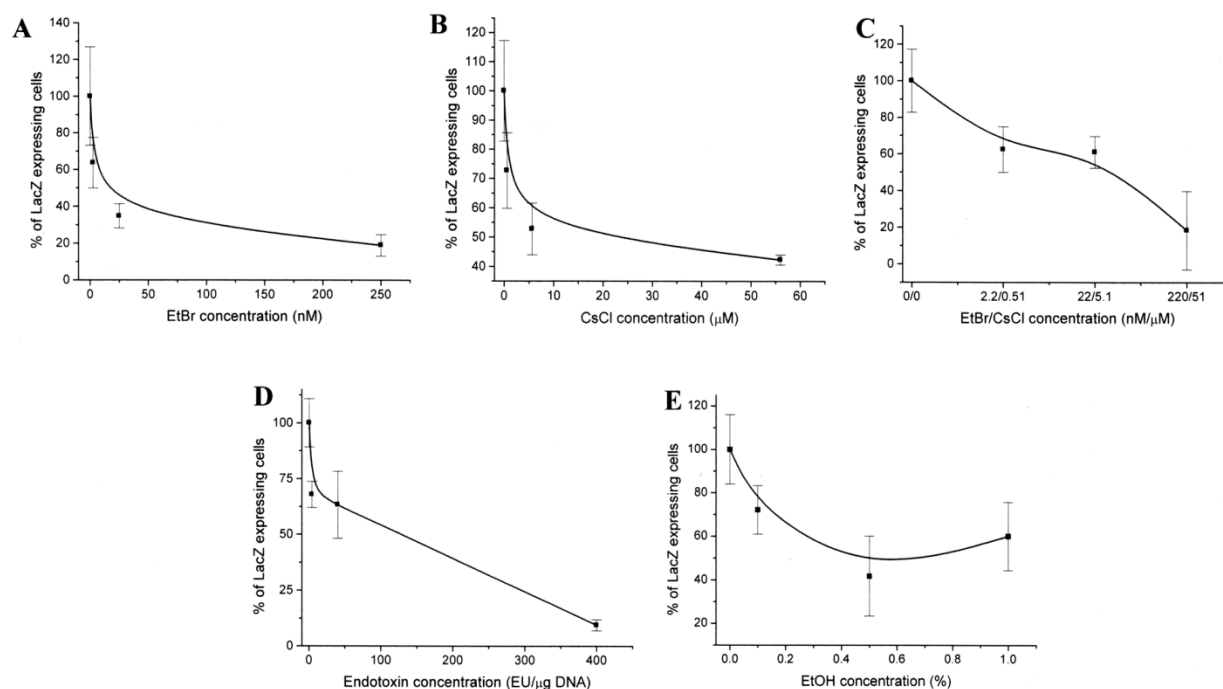 A
% of LacZ expressing cells
140
120
100
80
60
40
20
0
0 50 100 150 200 250
EtBr concentration (nM)
B
% of LacZ expressing cells
120
110
100
90
80
70
60
50
40
0 10 20 30 40 50 60
CsCl concentration (μM)
C
% of LacZ expressing cells
120
100
80
60
40
20
0
0/0 2.2/0.51 22/5.1 220/51
EtBr/CsCl concentration (nM/μM)
D
% of LacZ expressing cells
100
75
50
25
0
0 100 200 300 400
Endotoxin concentration (EU/μg DNA)
E
% of LacZ expressing cells
120
100
80
60
40
20
0.0 0.2 0.4 0.6 0.8 1.0
EtOH concentration (%)